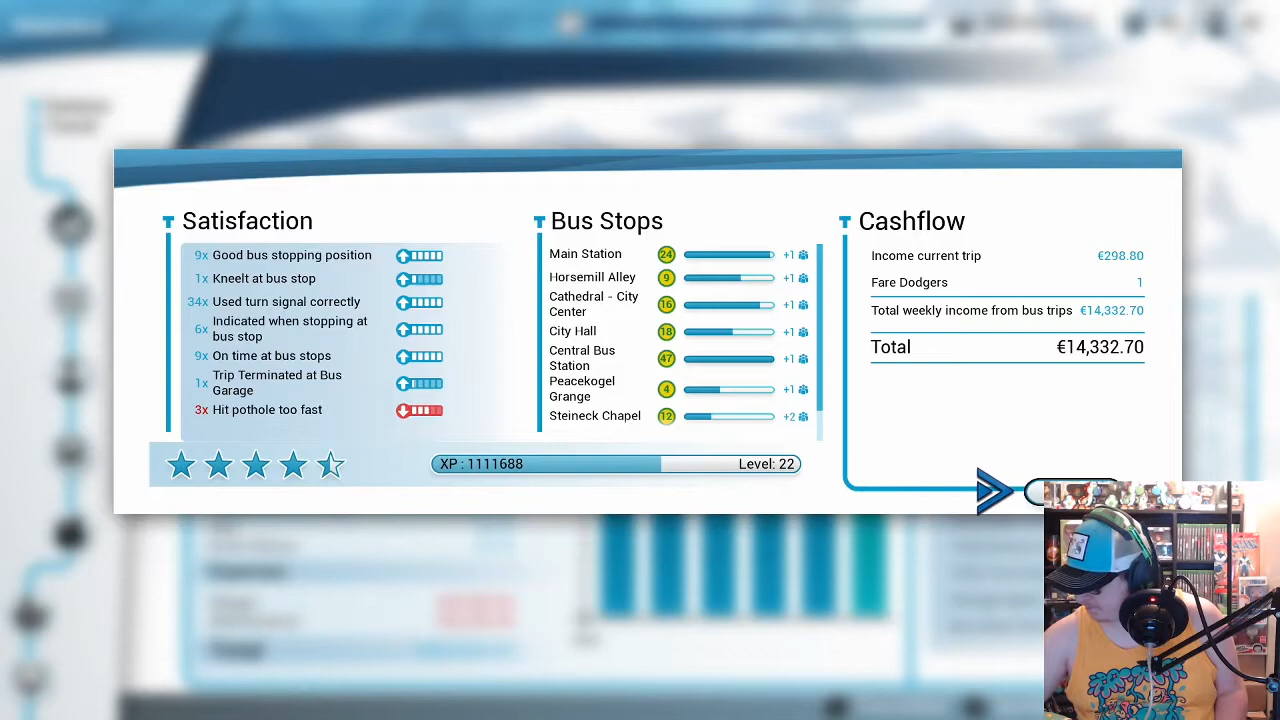 Satisfaction
9x Good bus stopping position
1x Kneelt at bus stop
34x Used turn signal correctly
6x Indicated when stopping at
bus stop
9x On time at bus stops
1x Trip Terminated at Bus
Garage
3x Hit pothole too fast
Bus Stops
Main Station 24 +1
Horsemill Alley 9 +1
Cathedral - City
Center 16 +1
City Hall 18 +1
Central Bus
Station 47 +1
Peacekogel
Grange 4 +1
Steineck Chapel 12 +2
XP : 1111688 Level: 22
Cashflow
Income current trip €298.80
Fare Dodgers 1
Total weekly income from bus trips €14,332.70
Total €14,332.70